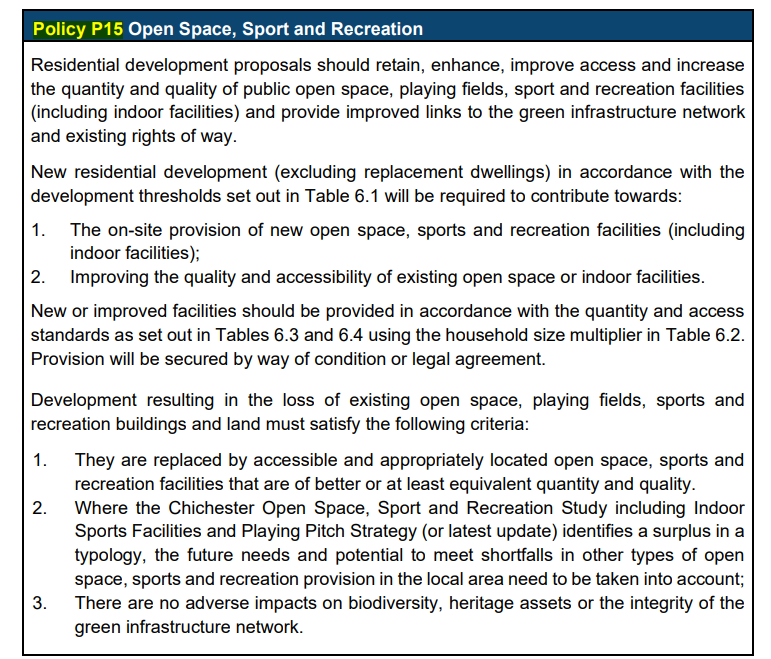 Policy P15 Open Space, Sport and Recreation
Residential development proposals should retain, enhance, improve access and increase
the quantity and quality of public open space, playing fields, sport and recreation facilities
(including indoor facilities) and provide improved links to the green infrastructure network
and existing rights of way.
New residential development (excluding replacement dwellings) in accordance with the
development thresholds set out in Table 6.1 will be required to contribute towards:
1. The on-site provision of new open space, sports and recreation facilities (including
indoor facilities);
2. Improving the quality and accessibility of existing open space or indoor facilities.
New or improved facilities should be provided in accordance with the quantity and access
standards as set out in Tables 6.3 and 6.4 using the household size multiplier in Table 6.2.
Provision will be secured by way of condition or legal agreement.
Development resulting in the loss of existing open space, playing fields, sports and
recreation buildings and land must satisfy the following criteria:
1. They are replaced by accessible and appropriately located open space, sports and
recreation facilities that are of better or at least equivalent quantity and quality.
2. Where the Chichester Open Space, Sport and Recreation Study including Indoor
Sports Facilities and Playing Pitch Strategy (or latest update) identifies a surplus in a
typology, the future needs and potential to meet shortfalls in other types of open
space, sports and recreation provision in the local area need to be taken into account;
3. There are no adverse impacts on biodiversity, heritage assets or the integrity of the
green infrastructure network.